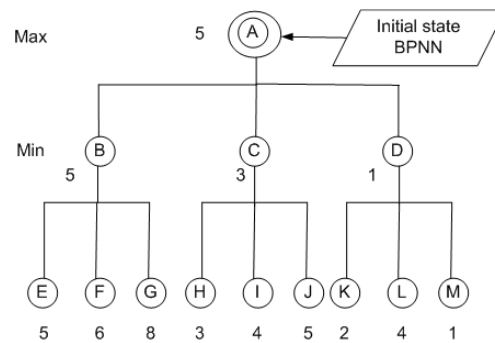 Max 5 A Initial state
BPNN
Min B C D
5 3 1
E F G H I J K L M
5 6 8 3 4 5 2 4 1